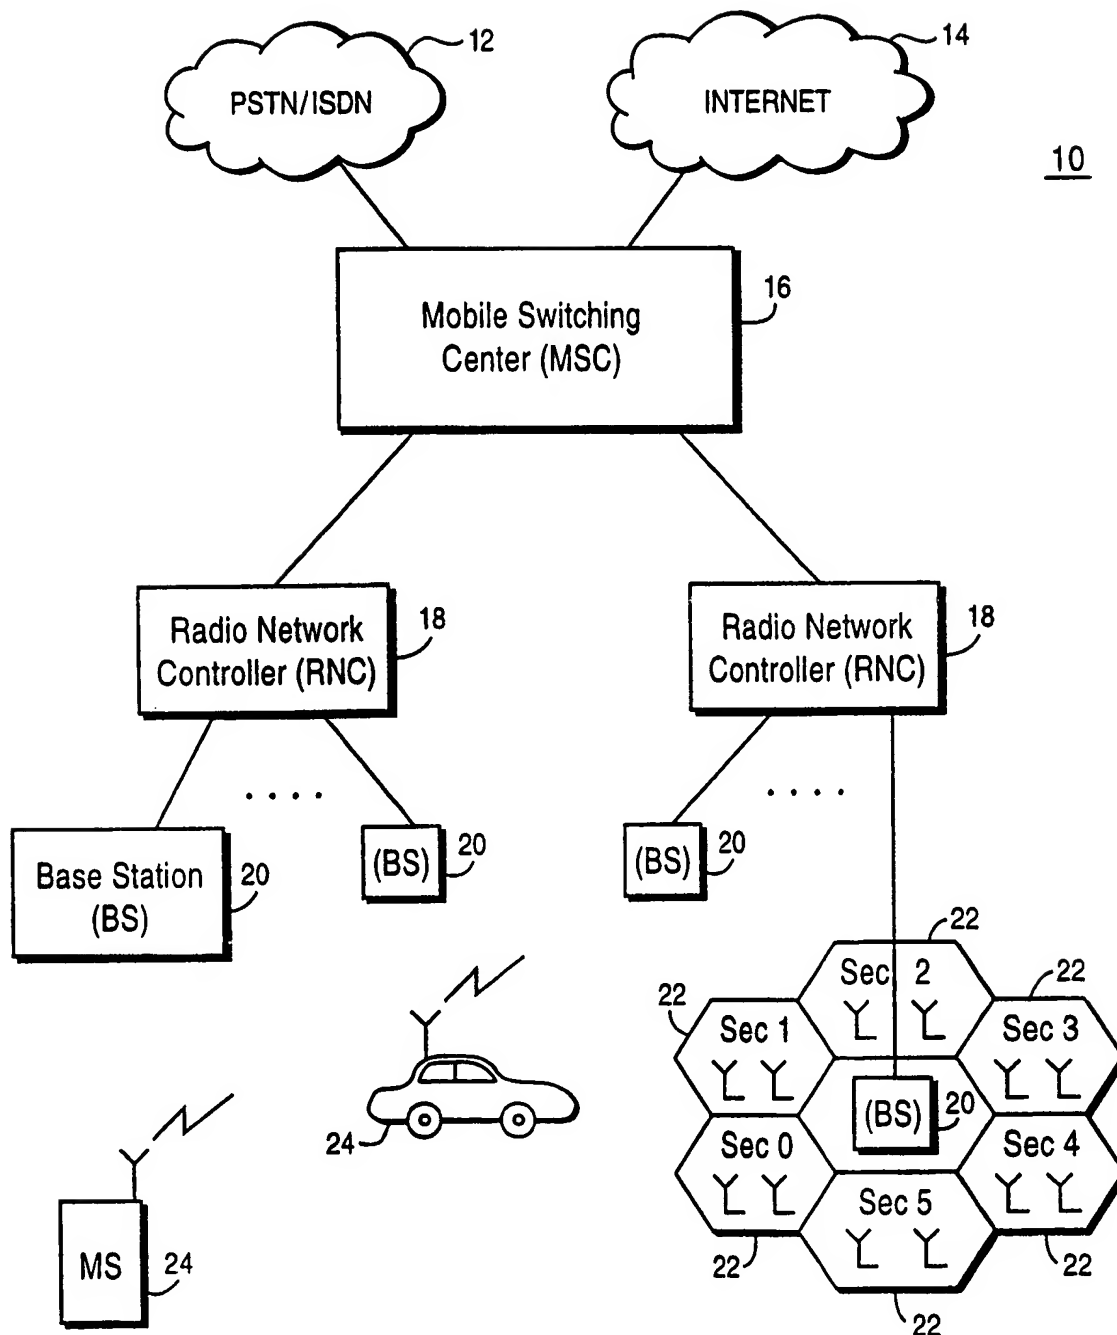 12
14
PSTN/ISDN
INTERNET
10
16
Mobile Switching
Center (MSC)
18
Radio Network
Controller (RNC)
18
Radio Network
Controller (RNC)
. . . .
. . . .
Base Station
(BS)
20
(BS)
20
(BS)
20
22
22
22
Sec 2
Sec 1
Sec 3
(BS)
20
Sec 0
Sec 4
Sec 5
22
22
22
24
MS
24